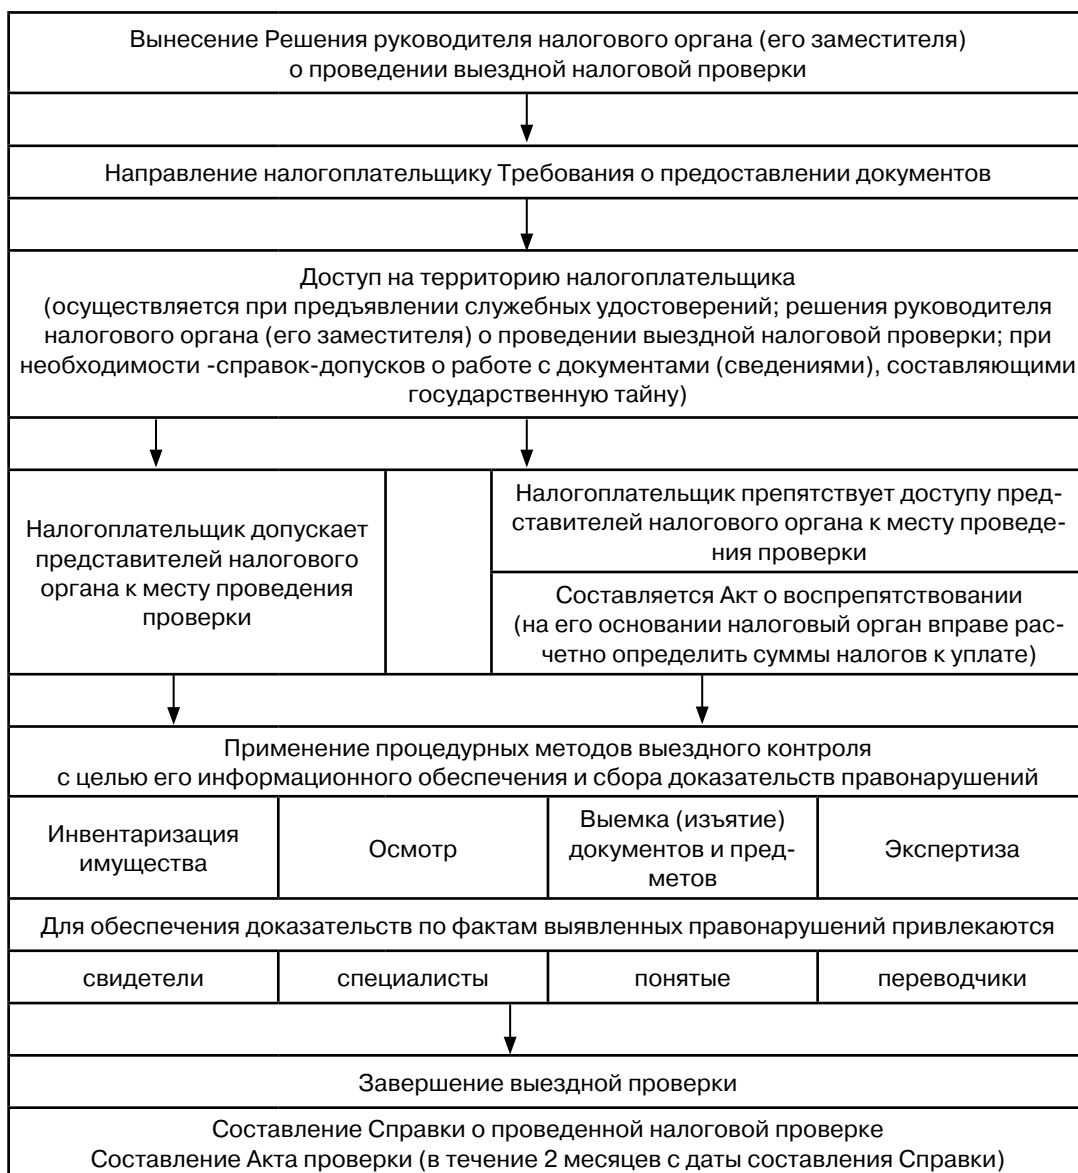 Вынесение Решения руководителя налогового органа (его заместителя)
о проведении выездной налоговой проверки
Направление налогоплательщику Требования о предоставлении документов
Доступ на территорию налогоплательщика
(осуществляется при предъявлении служебных удостоверений; решения руководителя
налогового органа (его заместителя) о проведении выездной налоговой проверки; при
необходимости -справок-допусков о работе с документами (сведениями), составляющими
государственную тайну)
Налогоплательщик допускает
представителей налогового
органа к месту проведения
проверки
Налогоплательщик препятствует доступу пред-
ставителей налогового органа к месту проведе-
ния проверки
Составляется Акт о воспрепятствовании
(на его основании налоговый орган вправе рас-
четно определить суммы налогов к уплате)
Применение процедурных методов выездного контроля
с целью его информационного обеспечения и сбора доказательств правонарушений
Инвентаризация
имущества
Осмотр
Выемка (изъятие)
документов и пред-
метов
Экспертиза
Для обеспечения доказательств по фактам выявленных правонарушений привлекаются
свидетели
специалисты
понятые
переводчики
Завершение выездной проверки
Составление Справки о проведенной налоговой проверке
Составление Акта проверки (в течение 2 месяцев с даты составления Справки)